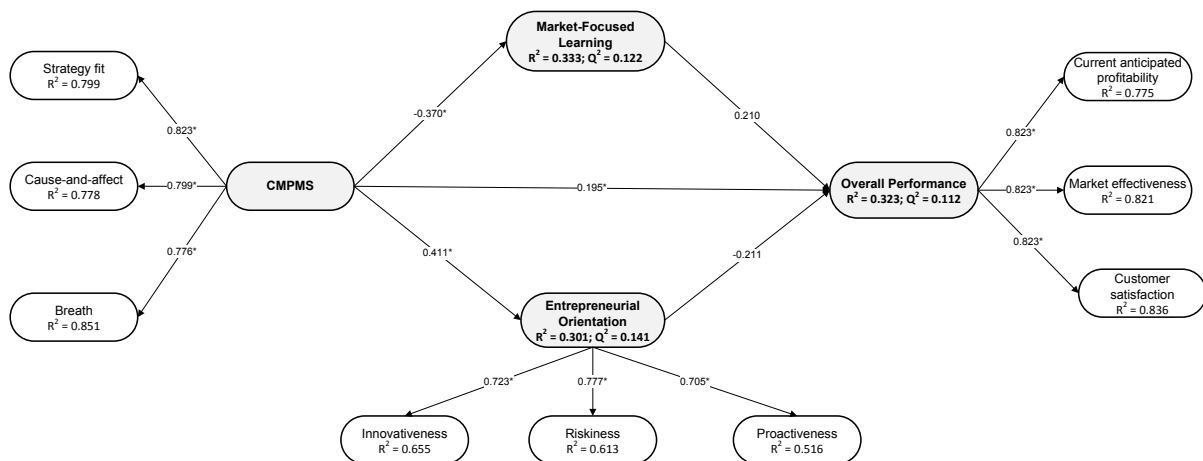 Market-Focused
Learning
R² = 0.333; Q² = 0.122
Strategy fit
R² = 0.799
Current anticipated
profitability
R² = 0.775
-0.370*
0.210
0.823*
0.823*
Cause-and-affect
R² = 0.778
0.799*
CMPMS
0.195*
Overall Performance
R² = 0.323; Q² = 0.112
0.823*
Market effectiveness
R² = 0.821
0.776*
0.411*
-0.211
0.823*
Breath
R² = 0.851
Entrepreneurial
Orientation
R² = 0.301; Q² = 0.141
Customer
satisfaction
R² = 0.836
0.723*
0.777*
0.705*
Innovativeness
R² = 0.655
Riskiness
R² = 0.613
Proactiveness
R² = 0.516